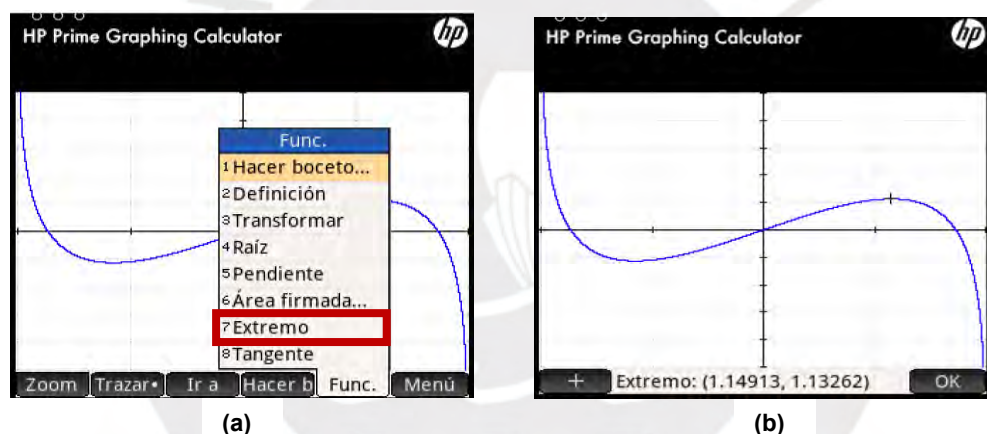 HP Prime Graphing Calculator
hp
Func.
1 Hacer boceto...
2 Definición
3 Transformar
4 Raíz
5 Pendiente
6 Área firmada...
7 Extremo
8 Tangente
Zoom Trazar• Ir a Hacer b Func. Menú
(a)
HP Prime Graphing Calculator
hp
+ Extremo: (1.14913, 1.13262) OK
(b)